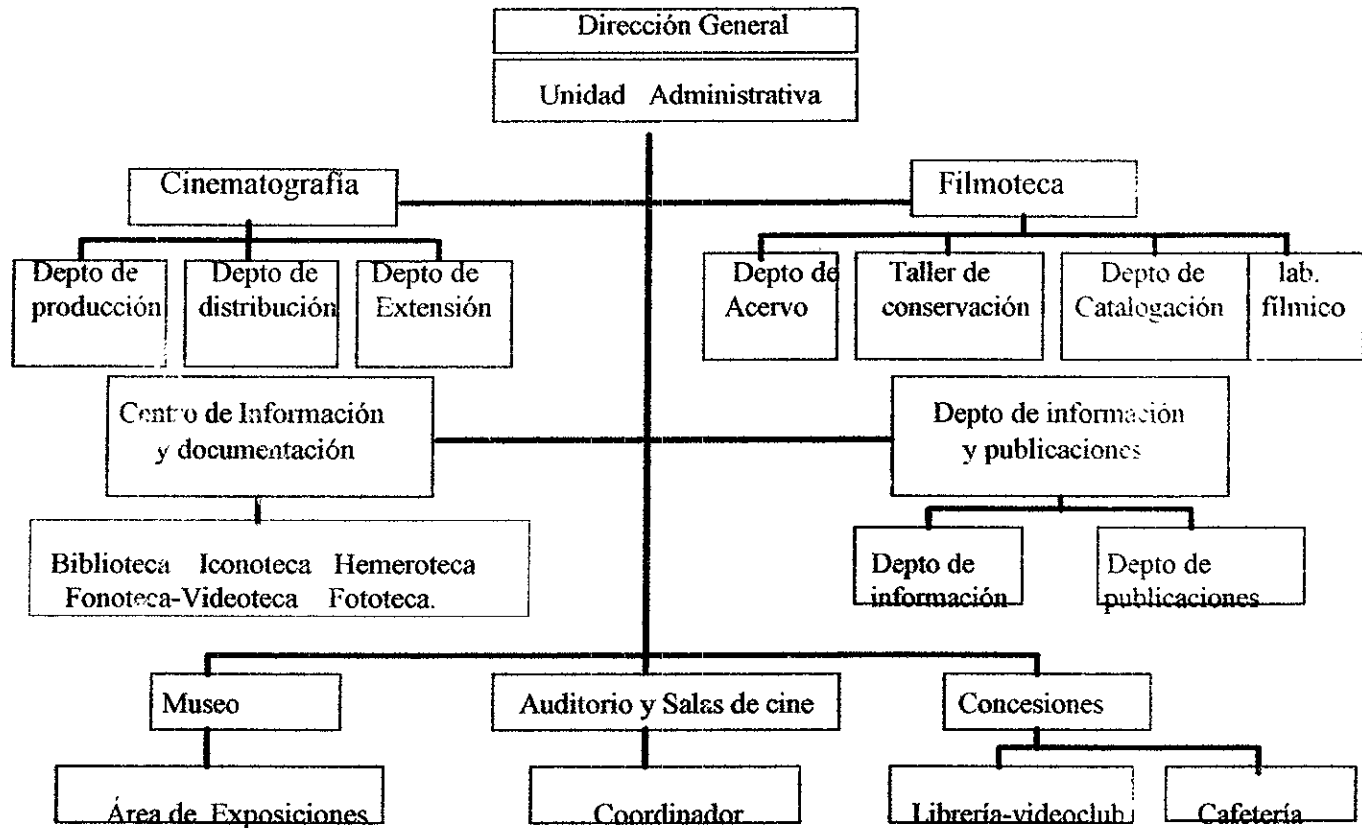 Dirección General
Unidad Administrativa
Cinematografía
Filmoteca
Depto de
producción
Depto de
distribución
Depto de
Extensión
Depto de
Acervo
Taller de
conservación
Depto de
Catalogación
lab.
fílmico
Centro de Información
y documentación
Depto de información
y publicaciones
Biblioteca Iconoteca Hemeroteca
Fonoteca-Videoteca Fototeca.
Depto de
información
Depto de
publicaciones
Museo
Auditorio y Salas de cine
Concesiones
Área de Exposiciones
Coordinador
Librería-videoclub
Cafetería